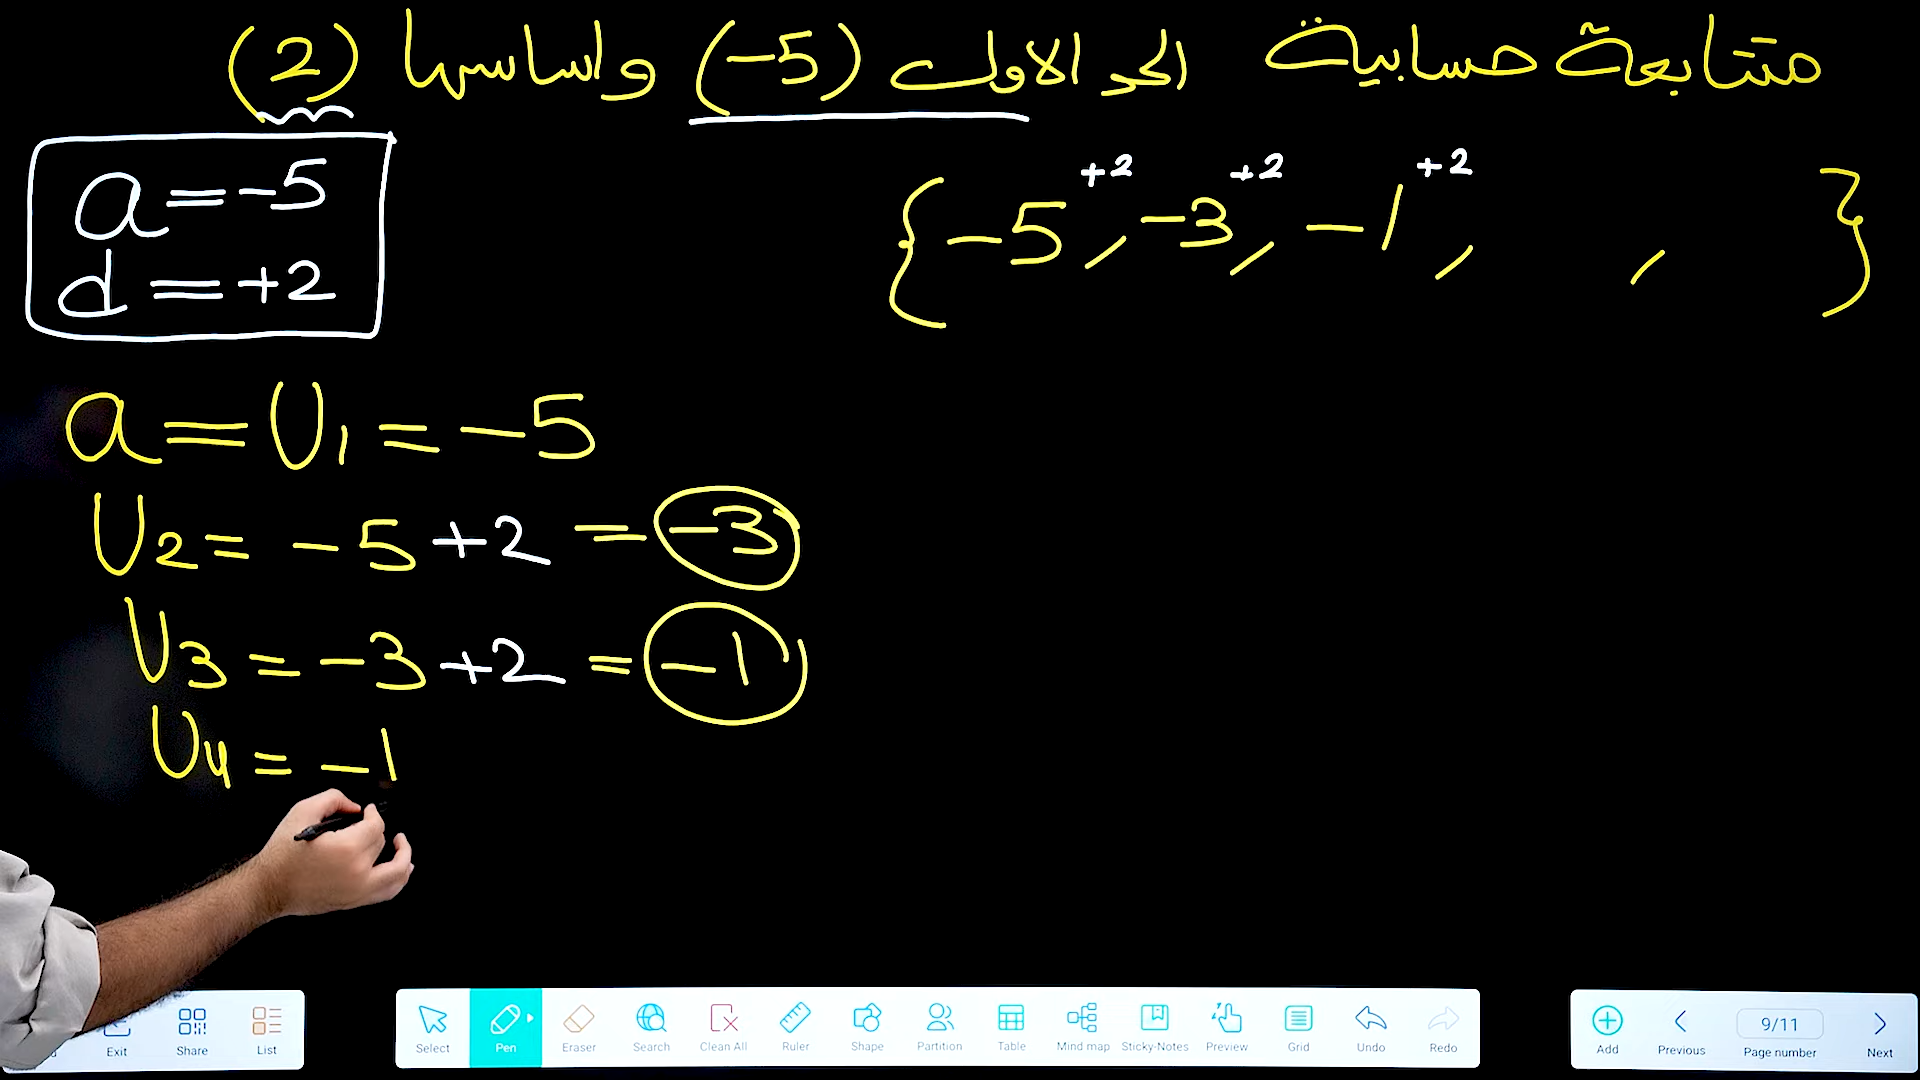 متتابعة حسابية الحد الاول (-5) واساسها (2)
a = -5
d = +2
+2 +2 +2
{ -5 , -3 , -1 , , }
a = U1 = -5
U2 = -5 +2 = -3
U3 = -3 +2 = -1
U4 = -1
Exit Share List
Select Pen Eraser Search Clean All Ruler Shape Partition Table Mind map Sticky-Notes Preview Grid Undo Redo
Add Previous 9/11 Page number Next